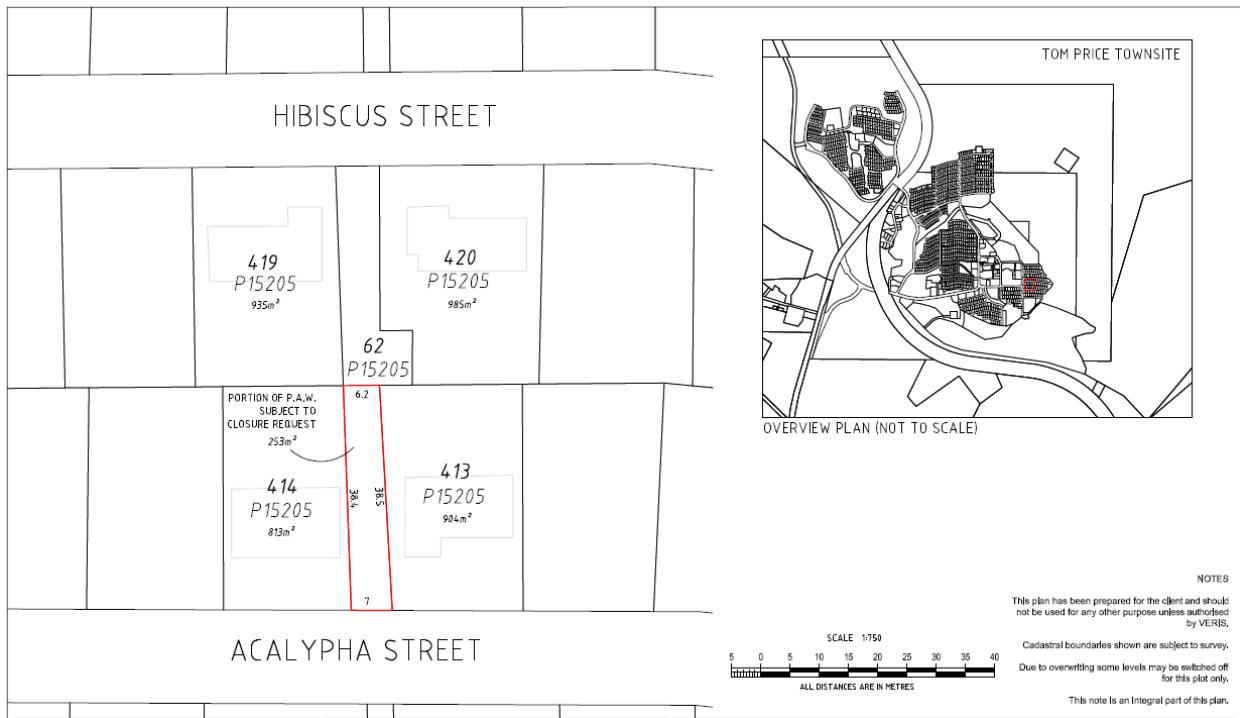 HIBISCUS STREET
419
P15205
935m²
420
P15205
985m²
62
P15205
PORTION OF P.A.W.
SUBJECT TO
CLOSURE REQUEST
253m²
6.2
38.4
38.5
7
414
P15205
813m²
413
P15205
904m²
ACALYPHA STREET
TOM PRICE TOWNSITE
OVERVIEW PLAN (NOT TO SCALE)
SCALE 1:750
5 0 5 10 15 20 25 30 35 40
ALL DISTANCES ARE IN METRES
NOTES
This plan has been prepared for the client and should
not be used for any other purpose unless authorised
by VERIS.
Cadastral boundaries shown are subject to survey.
Due to overwriting some levels may be switched off
for this plot only.
This note is an integral part of this plan.